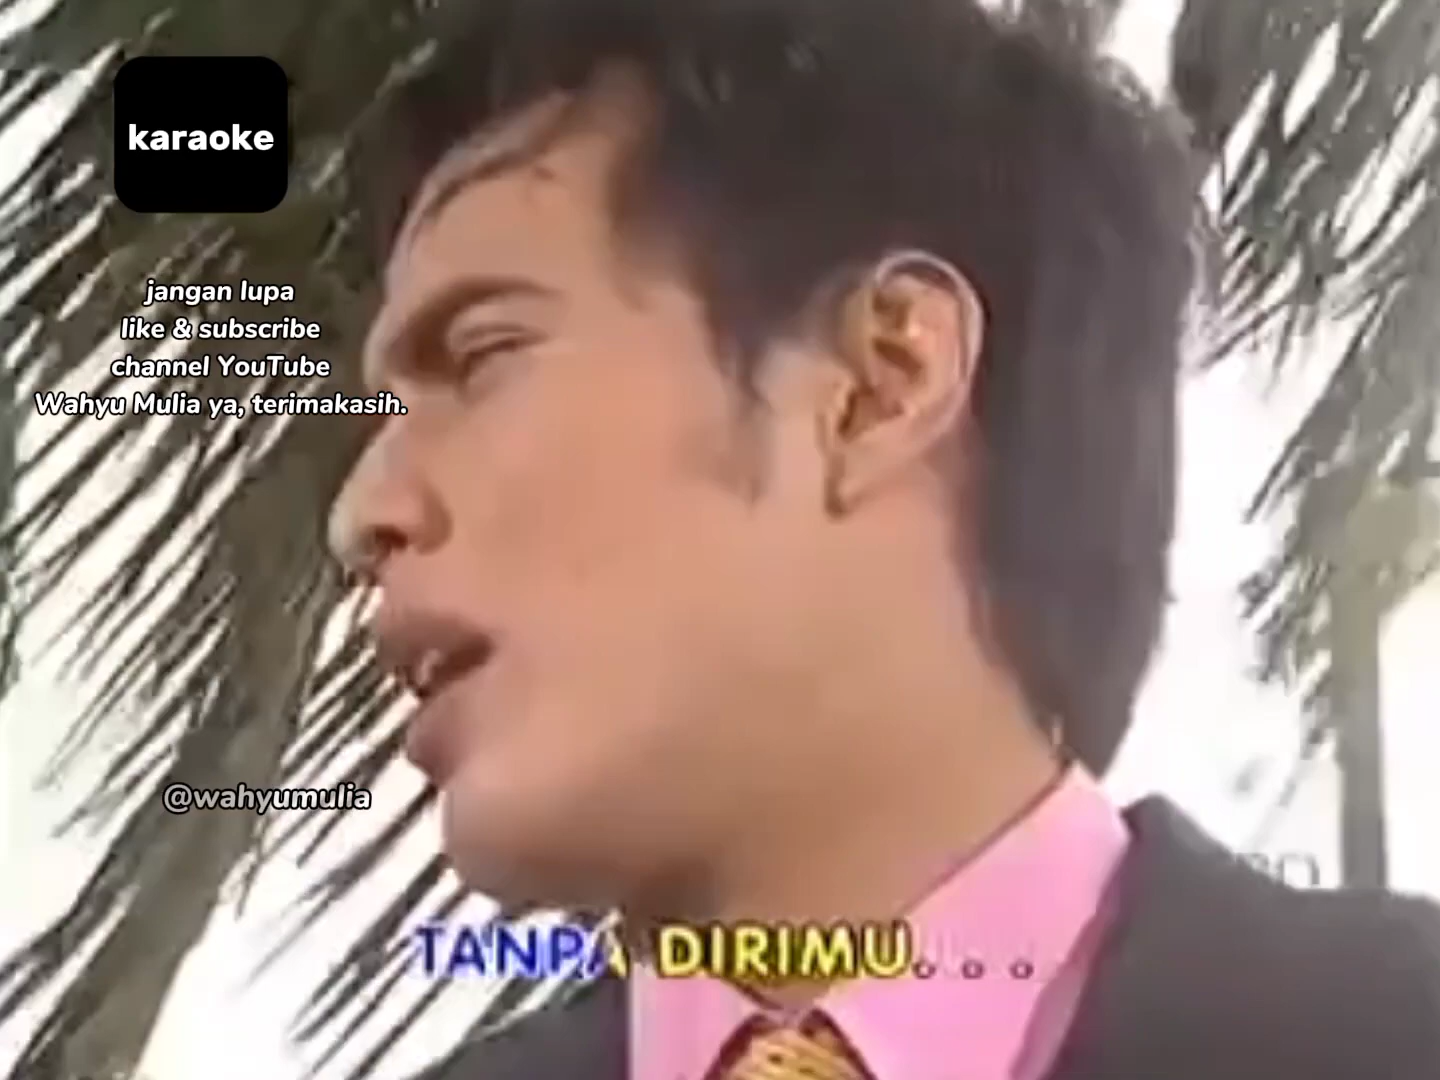 karaoke
jangan lupa
like & subscribe
channel YouTube
Wahyu Mulia ya, terimakasih.
@wahyumulia
TANPA DIRIMU. . .